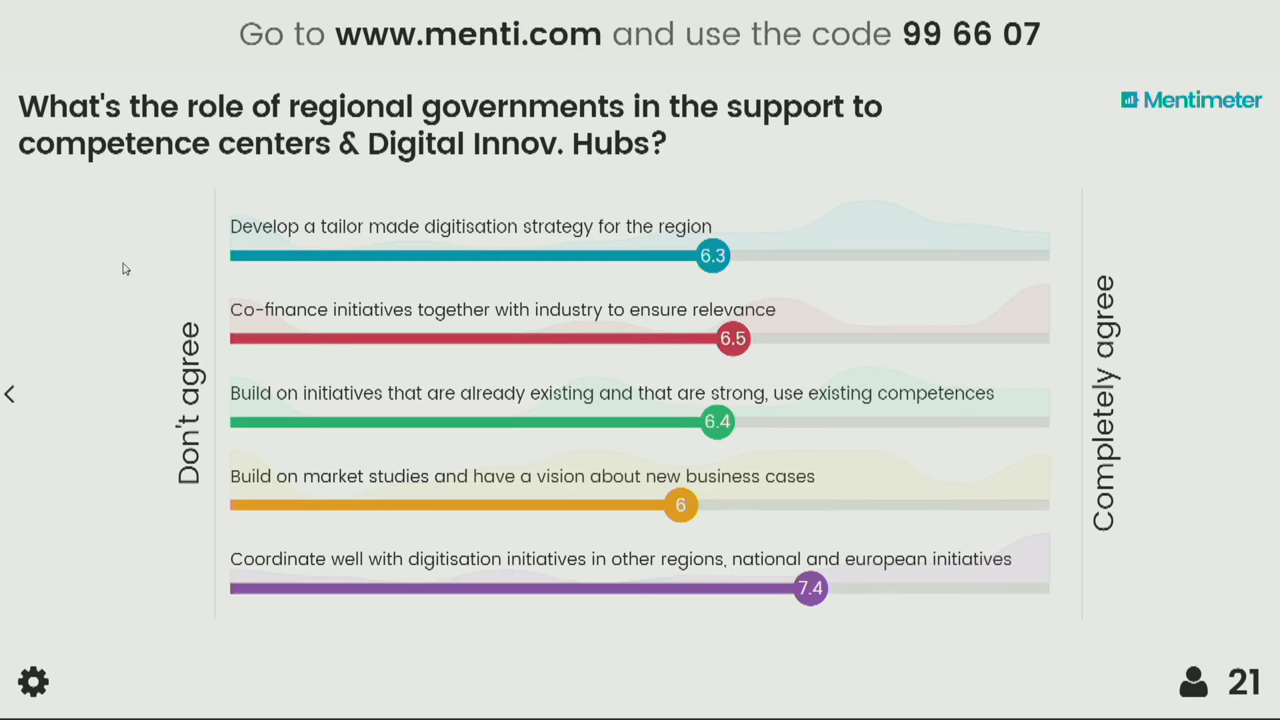 Go to www.menti.com and use the code 99 66 07
What's the role of regional governments in the support to
competence centers & Digital Innov. Hubs?
Mentimeter
Don't agree
Develop a tailor made digitisation strategy for the region
6.3
Co-finance initiatives together with industry to ensure relevance
6.5
Build on initiatives that are already existing and that are strong, use existing competences
6.4
Build on market studies and have a vision about new business cases
6
Coordinate well with digitisation initiatives in other regions, national and european initiatives
7.4
Completely agree
21